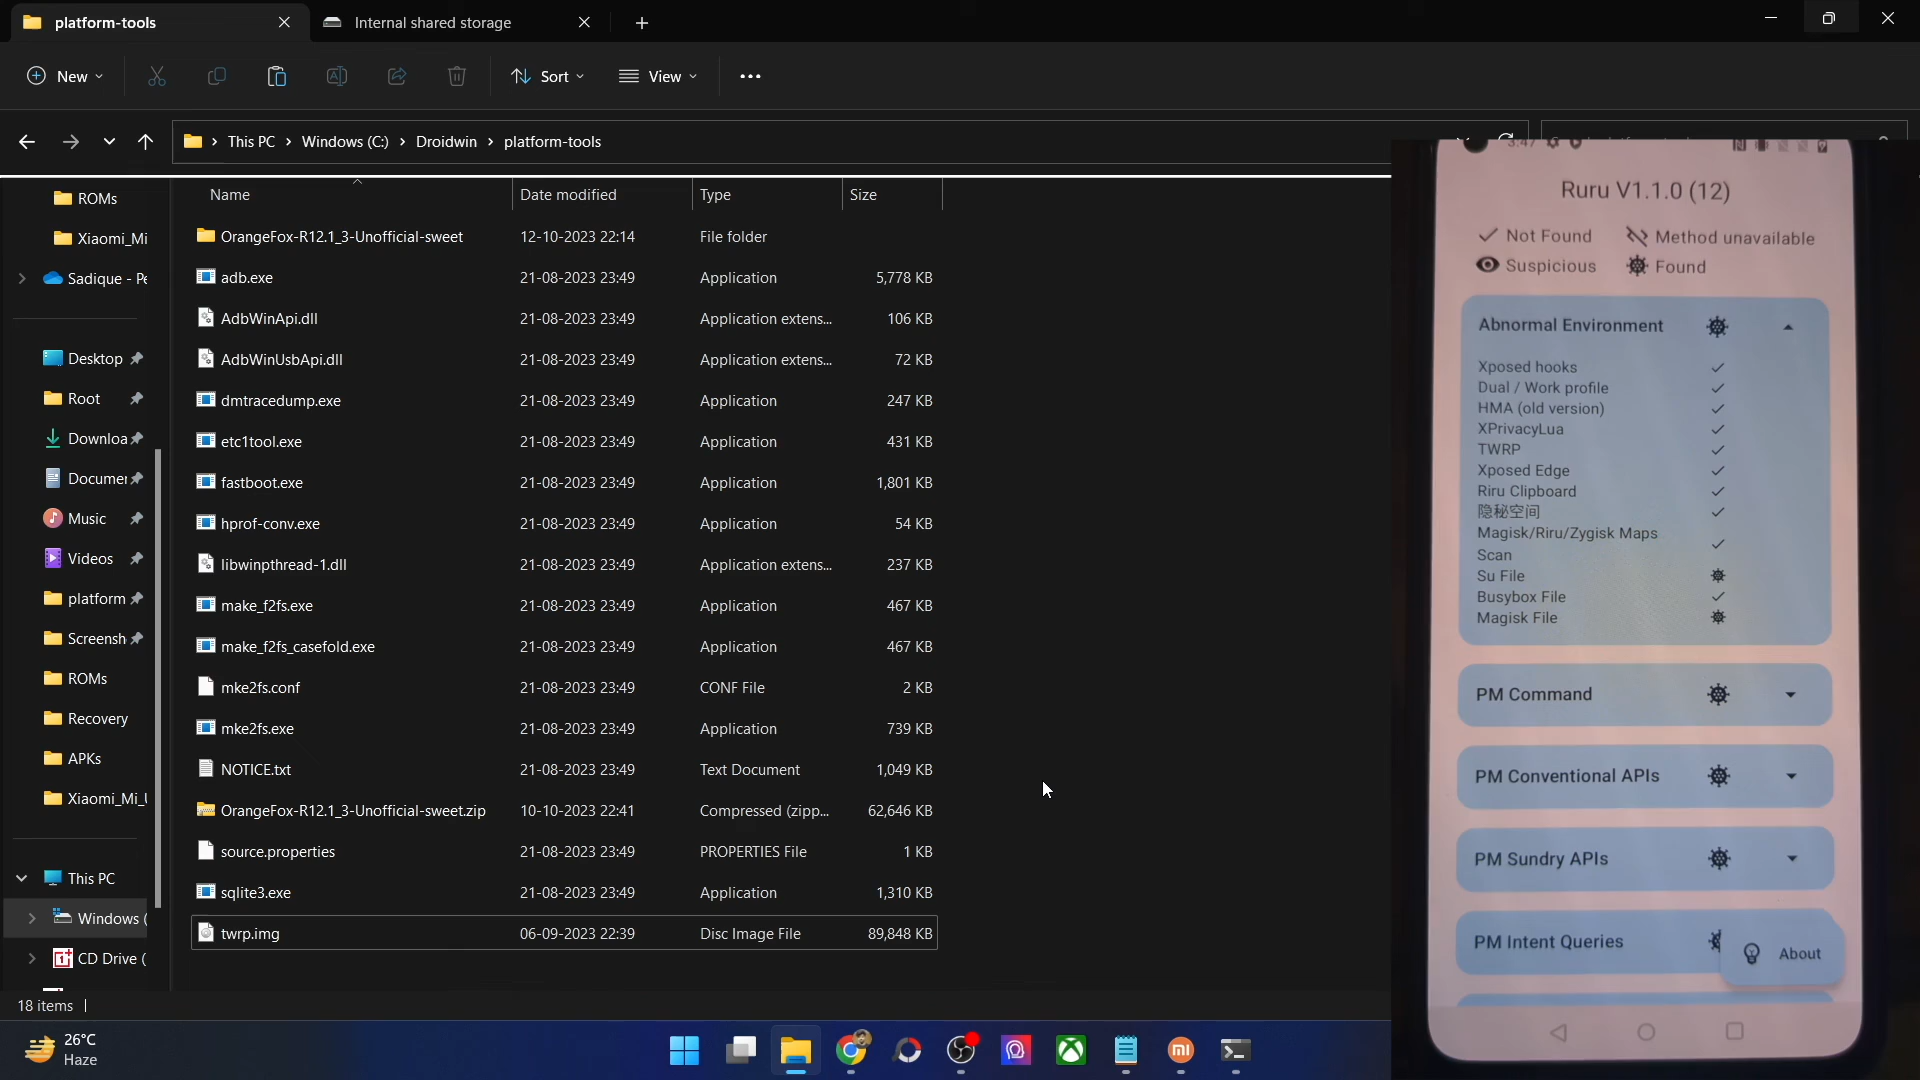 platform-tools
Internal shared storage
New
Sort
View
This PC > Windows (C:) > Droidwin > platform-tools
ROMs
Xiaomi_Mi
Sadique - Pe
Desktop
Root
Downloa
Documer
Music
Videos
platform
Screensh
ROMs
Recovery
APKs
Xiaomi_Mi_
This PC
Windows (
CD Drive (
Name Date modified Type Size
OrangeFox-R12.1_3-Unofficial-sweet 12-10-2023 22:14 File folder
adb.exe 21-08-2023 23:49 Application 5,778 KB
AdbWinApi.dll 21-08-2023 23:49 Application extens... 106 KB
AdbWinUsbApi.dll 21-08-2023 23:49 Application extens... 72 KB
dmtracedump.exe 21-08-2023 23:49 Application 247 KB
etc1tool.exe 21-08-2023 23:49 Application 431 KB
fastboot.exe 21-08-2023 23:49 Application 1,801 KB
hprof-conv.exe 21-08-2023 23:49 Application 54 KB
libwinpthread-1.dll 21-08-2023 23:49 Application extens... 237 KB
make_f2fs.exe 21-08-2023 23:49 Application 467 KB
make_f2fs_casefold.exe 21-08-2023 23:49 Application 467 KB
mke2fs.conf 21-08-2023 23:49 CONF File 2 KB
mke2fs.exe 21-08-2023 23:49 Application 739 KB
NOTICE.txt 21-08-2023 23:49 Text Document 1,049 KB
OrangeFox-R12.1_3-Unofficial-sweet.zip 10-10-2023 22:41 Compressed (zipp... 62,646 KB
source.properties 21-08-2023 23:49 PROPERTIES File 1 KB
sqlite3.exe 21-08-2023 23:49 Application 1,310 KB
twrp.img 06-09-2023 22:39 Disc Image File 89,848 KB
18 items
26°C
Haze
3:47
Ruru V1.1.0 (12)
Not Found Method unavailable
Suspicious Found
Abnormal Environment
Xposed hooks
Dual / Work profile
HMA (old version)
XPrivacyLua
TWRP
Xposed Edge
Riru Clipboard
隐秘空间
Magisk/Riru/Zygisk Maps
Scan
Su File
Busybox File
Magisk File
PM Command
PM Conventional APIs
PM Sundry APIs
PM Intent Queries
About